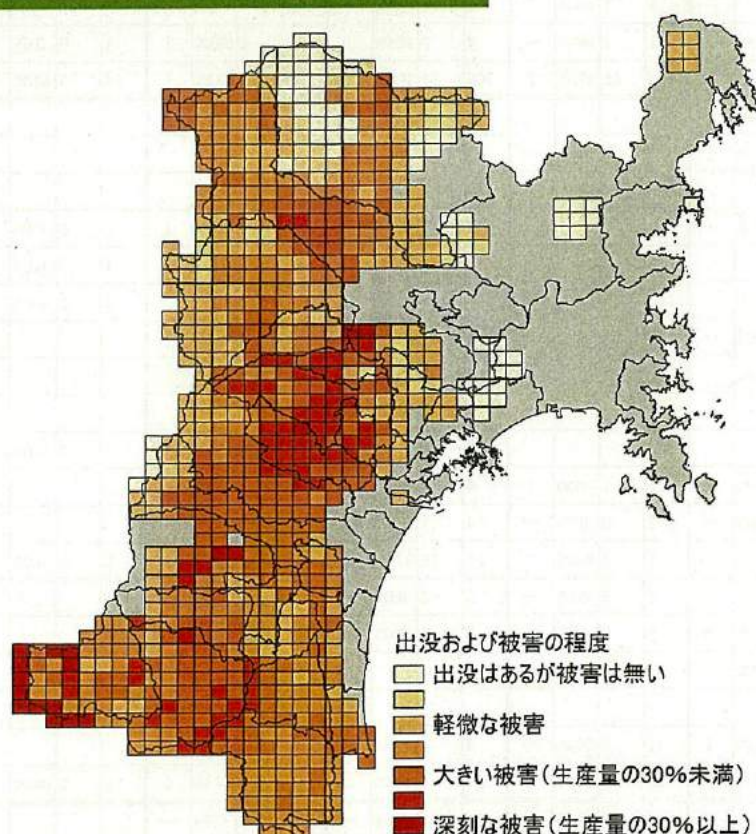 出没および被害の程度
出没はあるが被害は無い
軽微な被害
大きい被害(生産量の30%未満)
深刻な被害(生産量の30%以上)